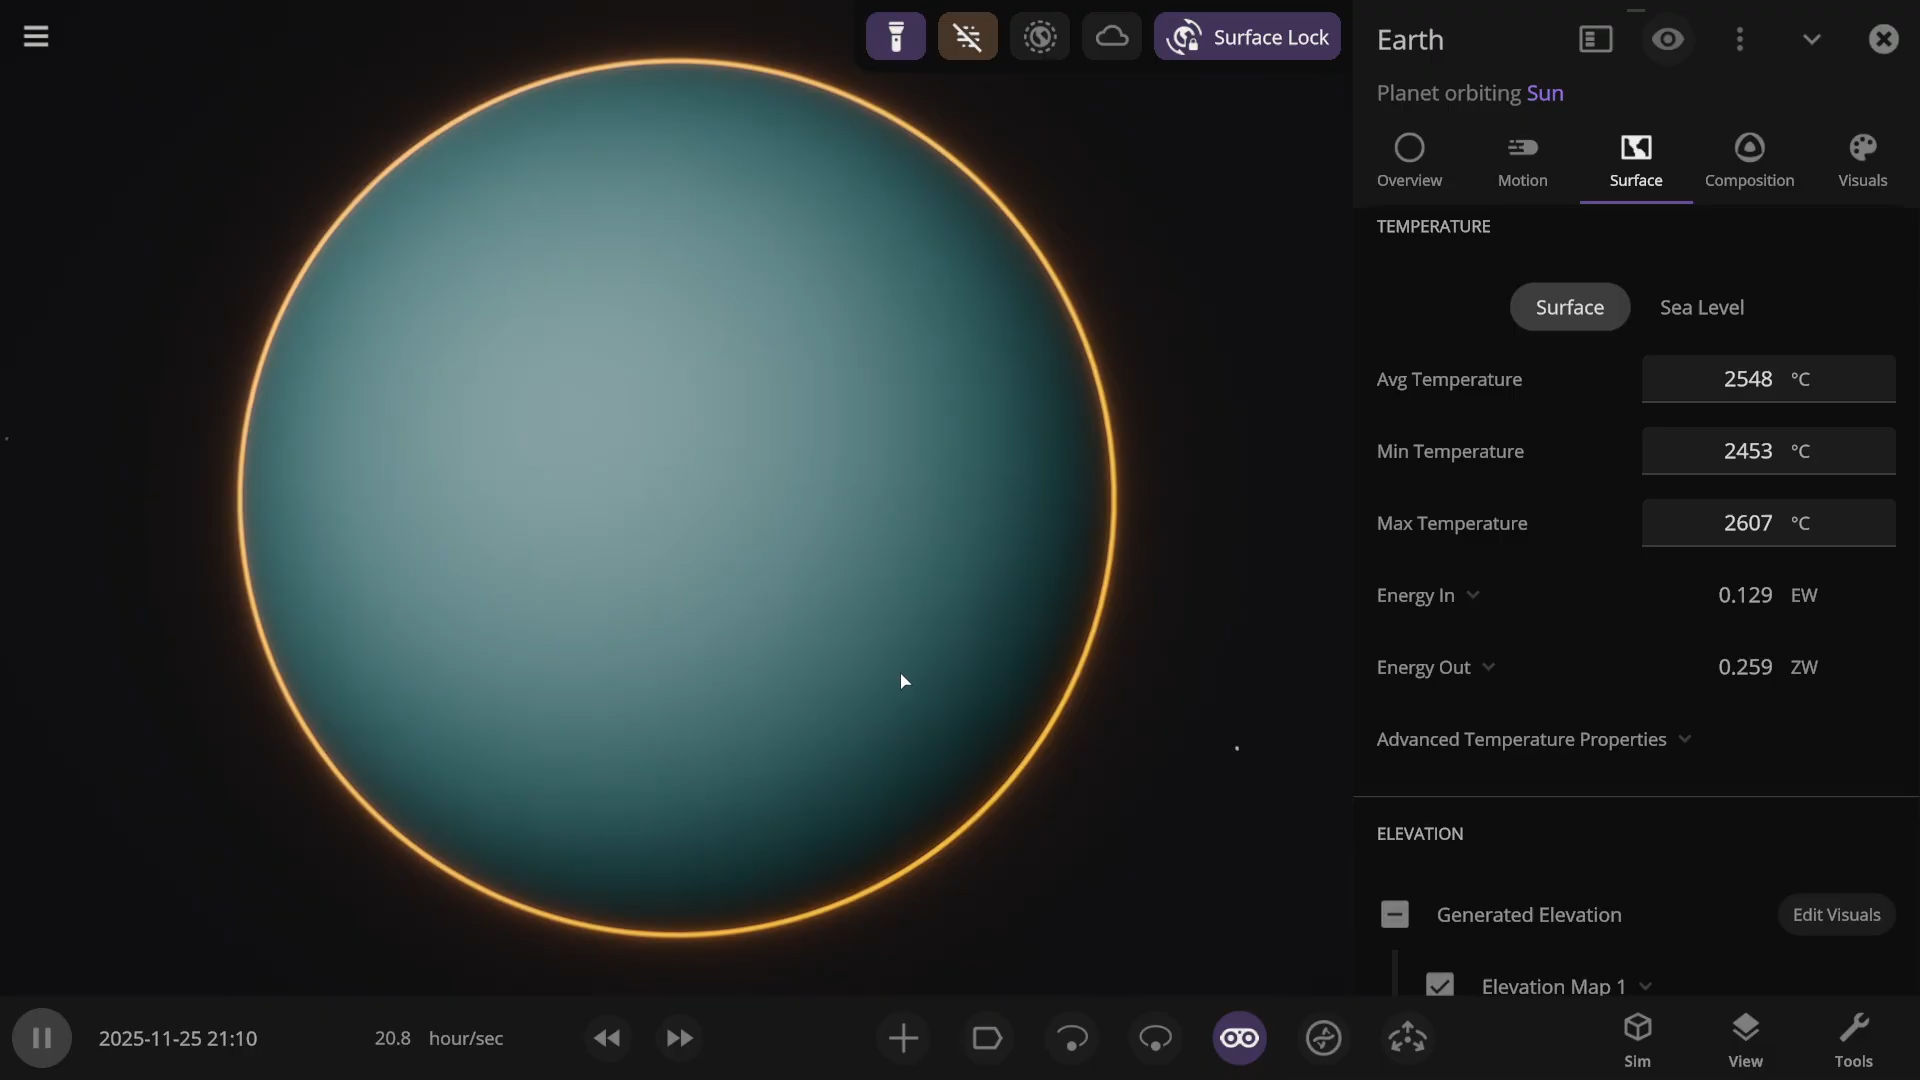 Surface Lock
Earth
Planet orbiting Sun
Overview
Motion
Surface
Composition
Visuals
TEMPERATURE
Surface
Sea Level
Avg Temperature 2548 °C
Min Temperature 2453 °C
Max Temperature 2607 °C
Energy In 0.129 EW
Energy Out 0.259 ZW
Advanced Temperature Properties
ELEVATION
Generated Elevation
Edit Visuals
Elevation Map 1
2025-11-25 21:10
20.8 hour/sec
Sim
View
Tools